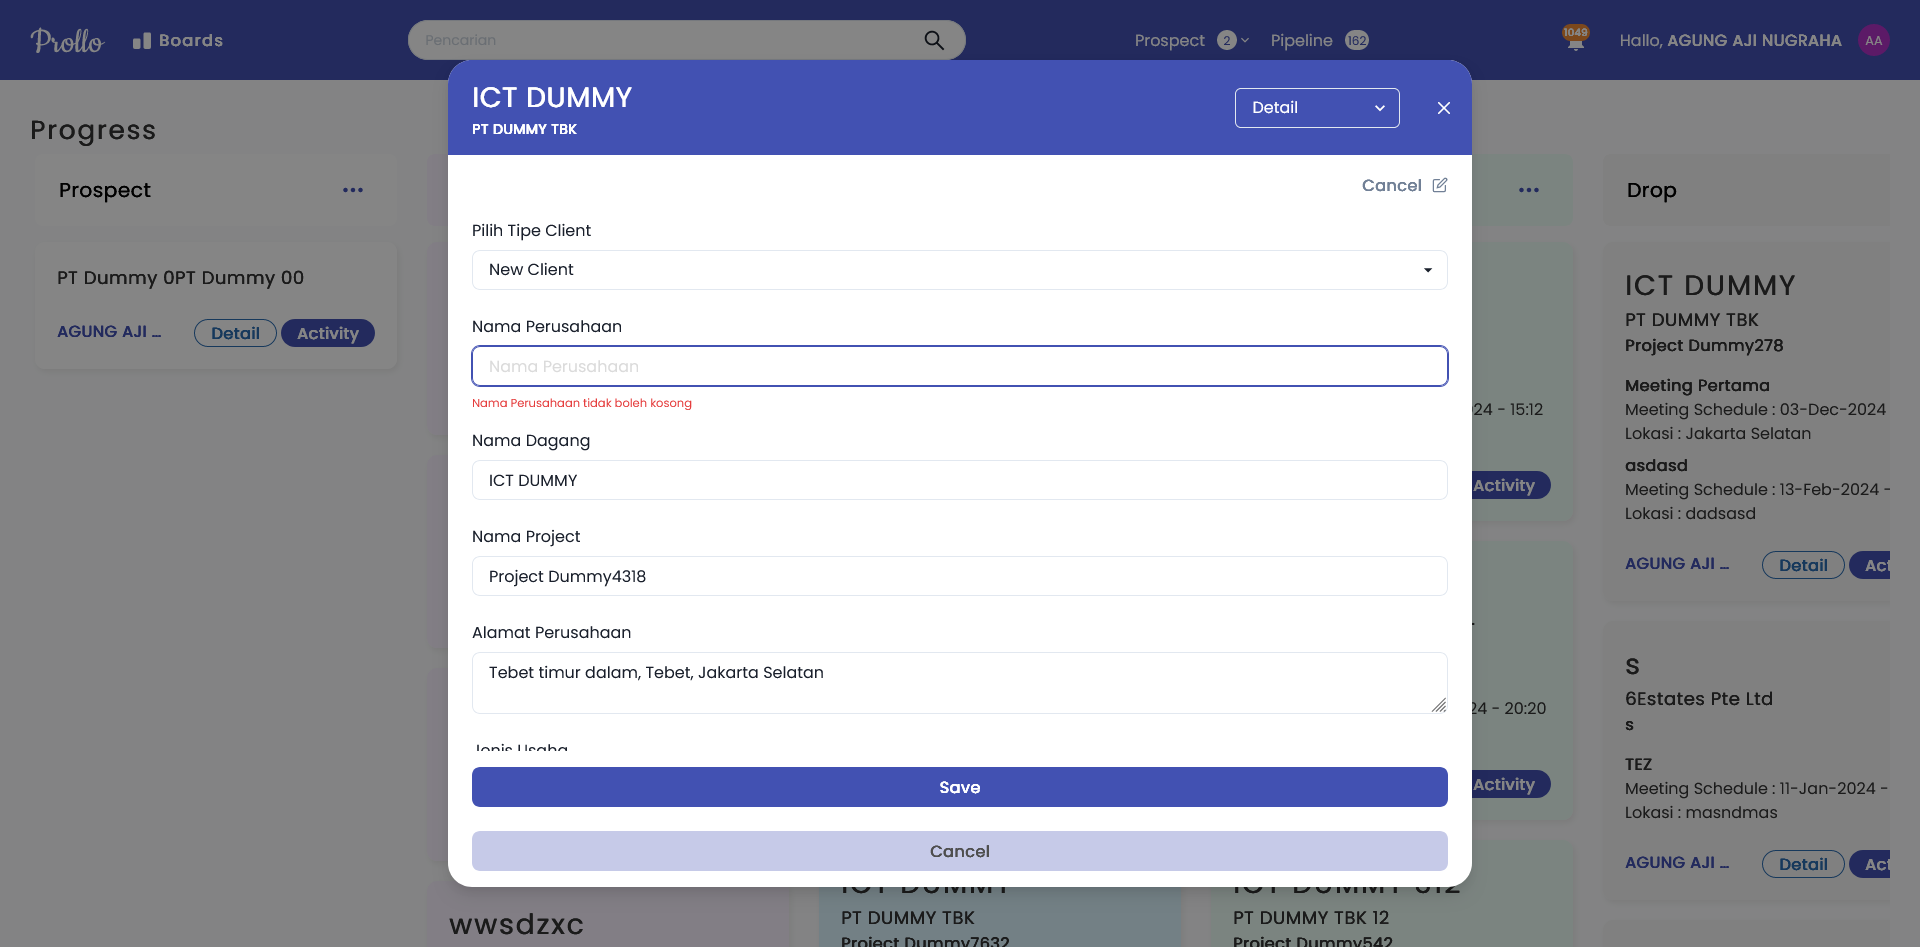 Prollo
Boards
Pencarian
Prospect 2
Pipeline 162
1049
Hallo, AGUNG AJI NUGRAHA
AA
Progress
Prospect
PT Dummy 0PT Dummy 00
AGUNG AJI ...
Detail
Activity
ICT DUMMY
PT DUMMY TBK
Detail
Cancel
Pilih Tipe Client
New Client
Nama Perusahaan
Nama Perusahaan
Nama Perusahaan tidak boleh kosong
Nama Dagang
ICT DUMMY
Nama Project
Project Dummy4318
Alamat Perusahaan
Tebet timur dalam, Tebet, Jakarta Selatan
Jenis Usaha
Save
Cancel
wwsdzxc
ICT DUMMY
PT DUMMY TBK
Project Dummy7632
24 - 15:12
Activity
24 - 20:20
Activity
ICT DUMMY 312
PT DUMMY TBK 12
Project Dummy542
Drop
ICT DUMMY
PT DUMMY TBK
Project Dummy278
Meeting Pertama
Meeting Schedule : 03-Dec-2024
Lokasi : Jakarta Selatan
asdasd
Meeting Schedule : 13-Feb-2024 -
Lokasi : dadsasd
AGUNG AJI ...
Detail
Act
S
6Estates Pte Ltd
s
TEZ
Meeting Schedule : 11-Jan-2024 -
Lokasi : masndmas
AGUNG AJI ...
Detail
Act